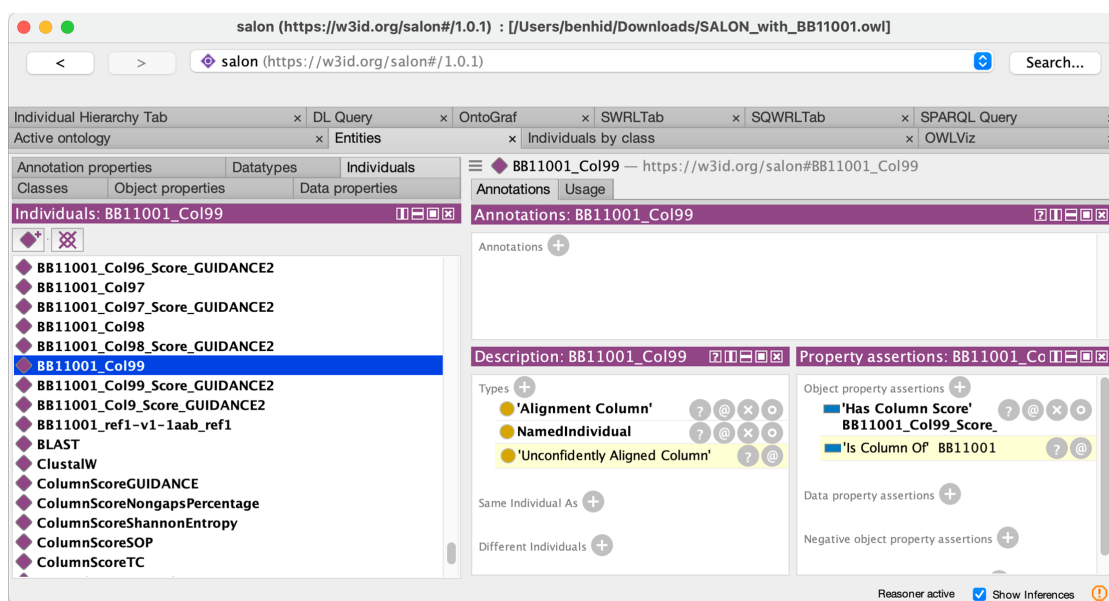 salon (https://w3id.org/salon#/1.0.1) : [/Users/benhid/Downloads/SALON_with_BB11001.owl]
< > salon (https://w3id.org/salon#/1.0.1) Search...
Individual Hierarchy Tab × DL Query × OntoGraf × SWRLTab × SQWRLTab × SPARQL Query
Active ontology × Entities × Individuals by class × OWLViz
Annotation properties Datatypes Individuals
Classes Object properties Data properties
Individuals: BB11001_Col99
BB11001_Col96_Score_GUIDANCE2
BB11001_Col97
BB11001_Col97_Score_GUIDANCE2
BB11001_Col98
BB11001_Col98_Score_GUIDANCE2
BB11001_Col99
BB11001_Col99_Score_GUIDANCE2
BB11001_Col9_Score_GUIDANCE2
BB11001_ref1-v1-1aab_ref1
BLAST
ClustalW
ColumnScoreGUIDANCE
ColumnScoreNongapsPercentage
ColumnScoreShannonEntropy
ColumnScoreSOP
ColumnScoreTC
BB11001_Col99 — https://w3id.org/salon#BB11001_Col99
Annotations Usage
Annotations: BB11001_Col99
Annotations
Description: BB11001_Col99
Types
'Alignment Column'
NamedIndividual
'Unconfidently Aligned Column'
Same Individual As
Different Individuals
Property assertions: BB11001_Co
Object property assertions
'Has Column Score'
BB11001_Col99_Score_
'Is Column Of' BB11001
Data property assertions
Negative object property assertions
Reasoner active Show Inferences